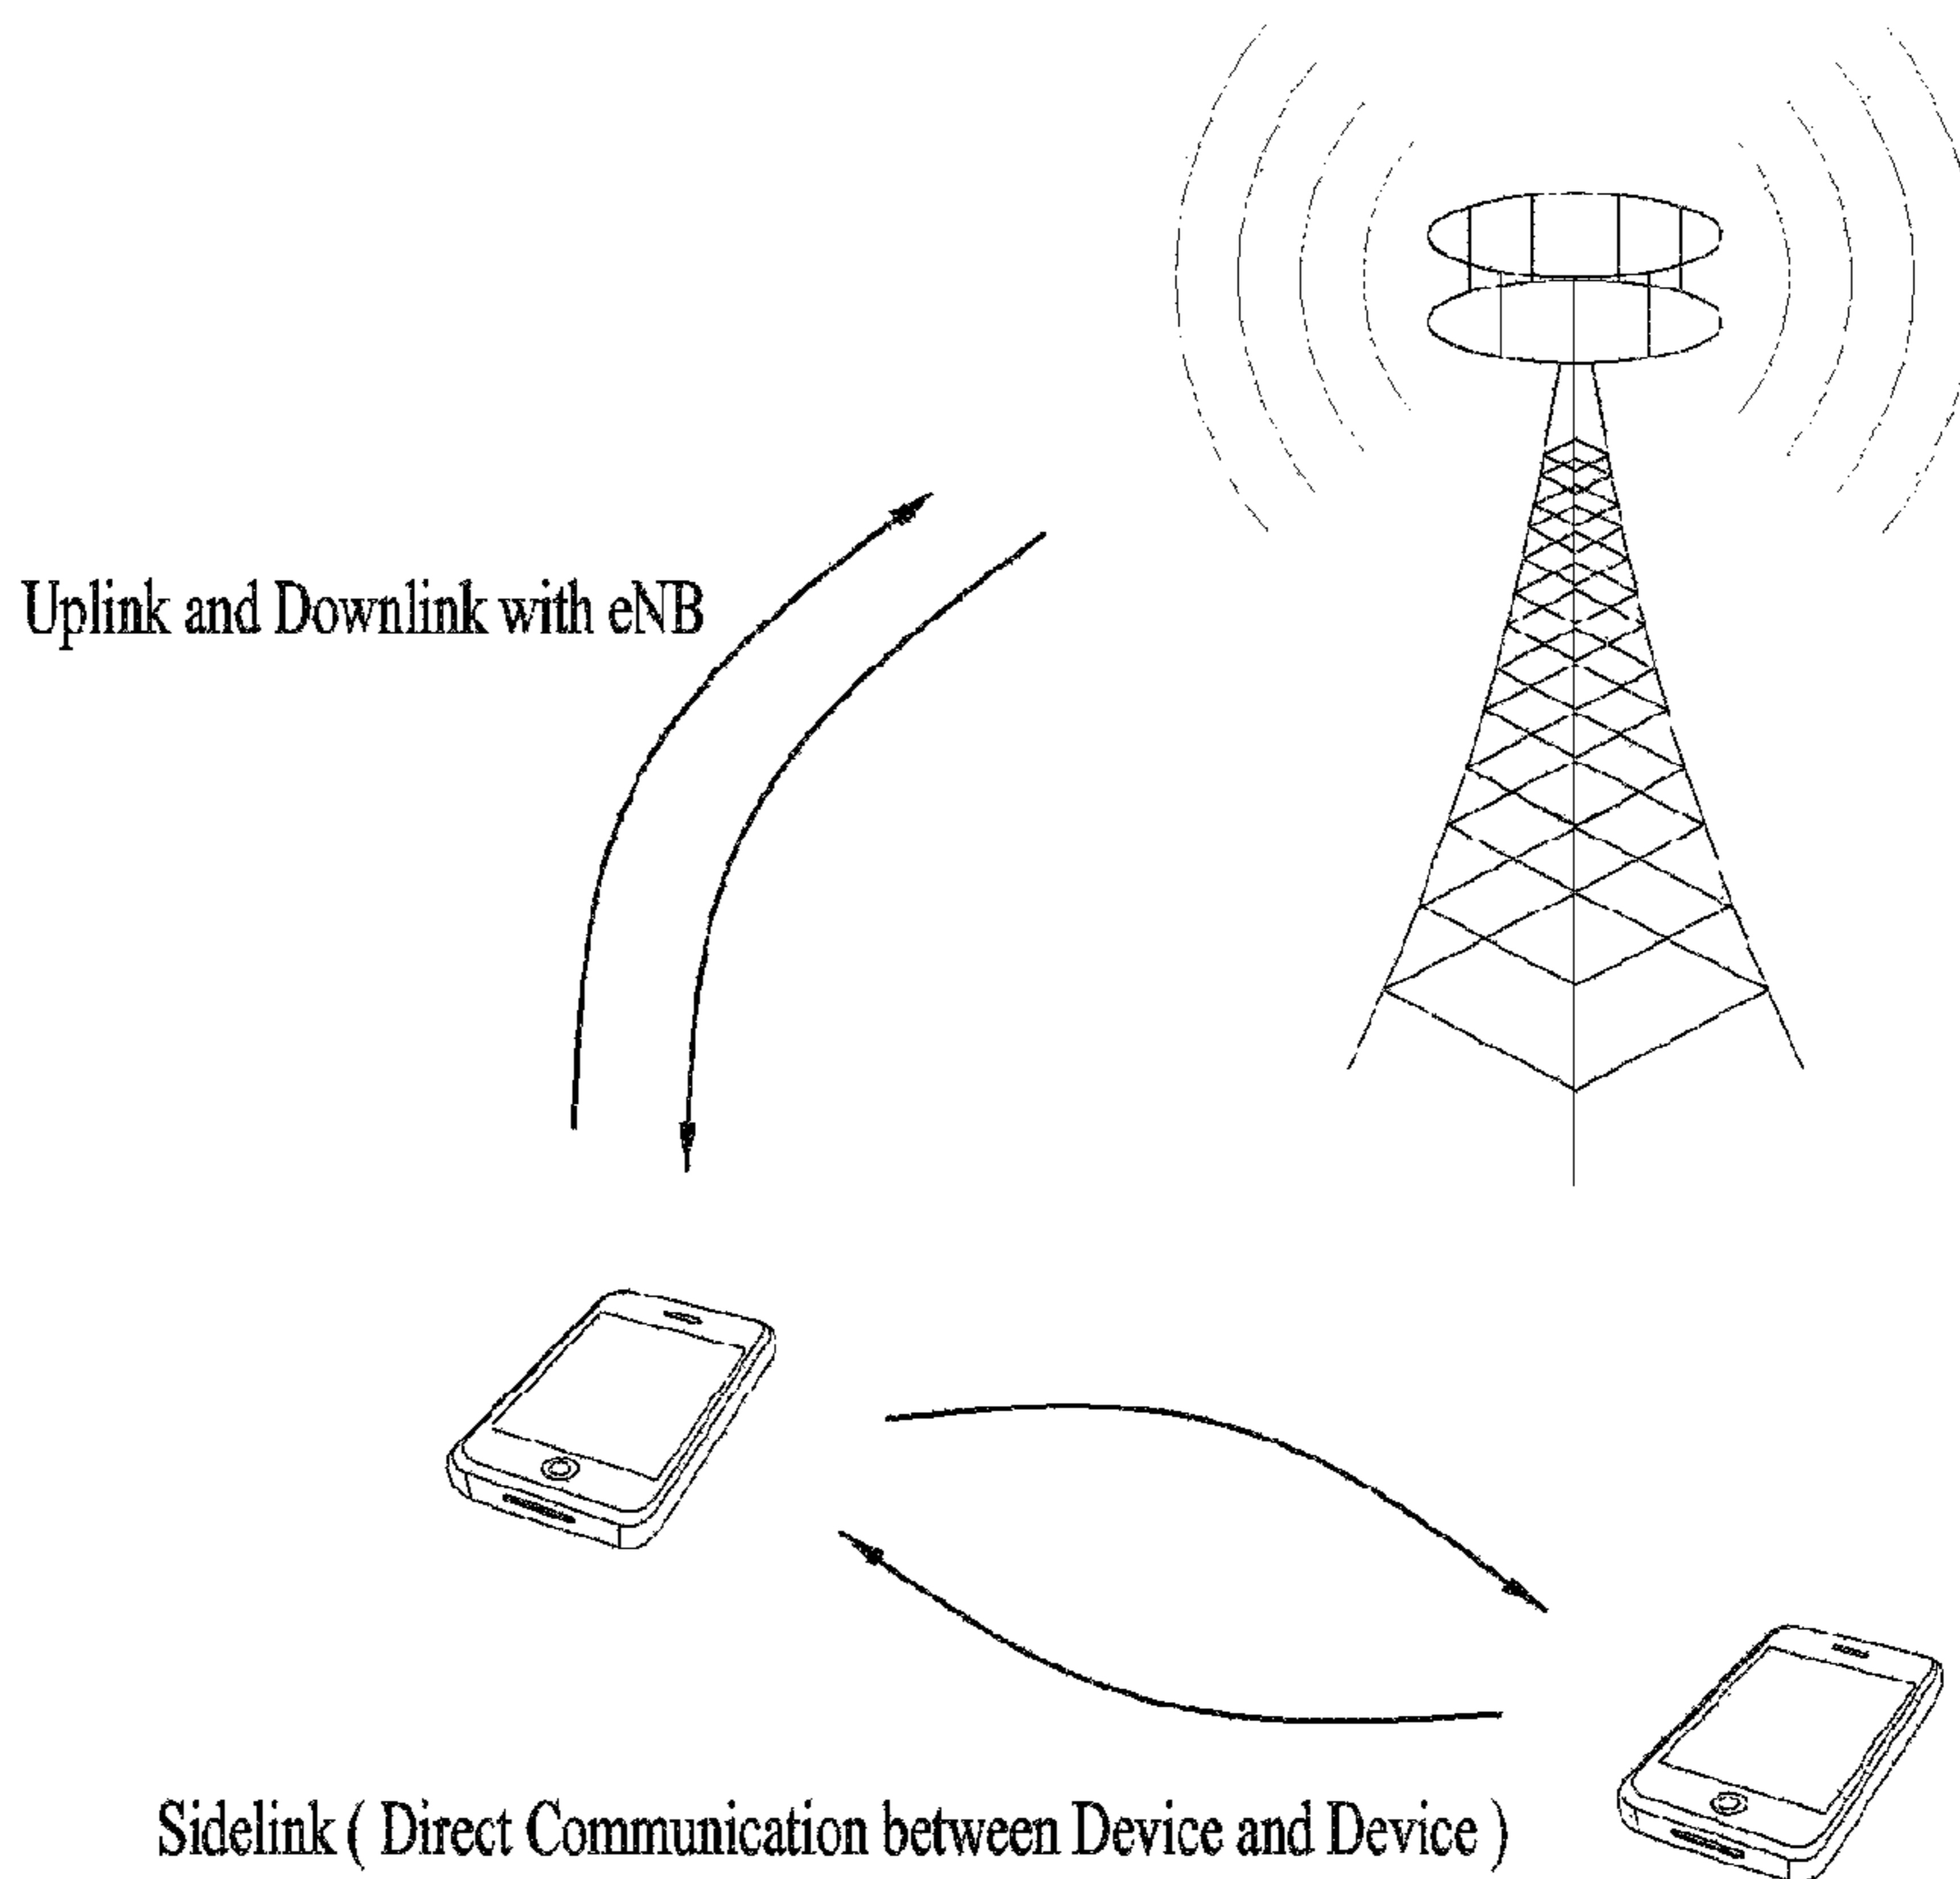 Uplink and Downlink with eNB
Sidelink ( Direct Communication between Device and Device )